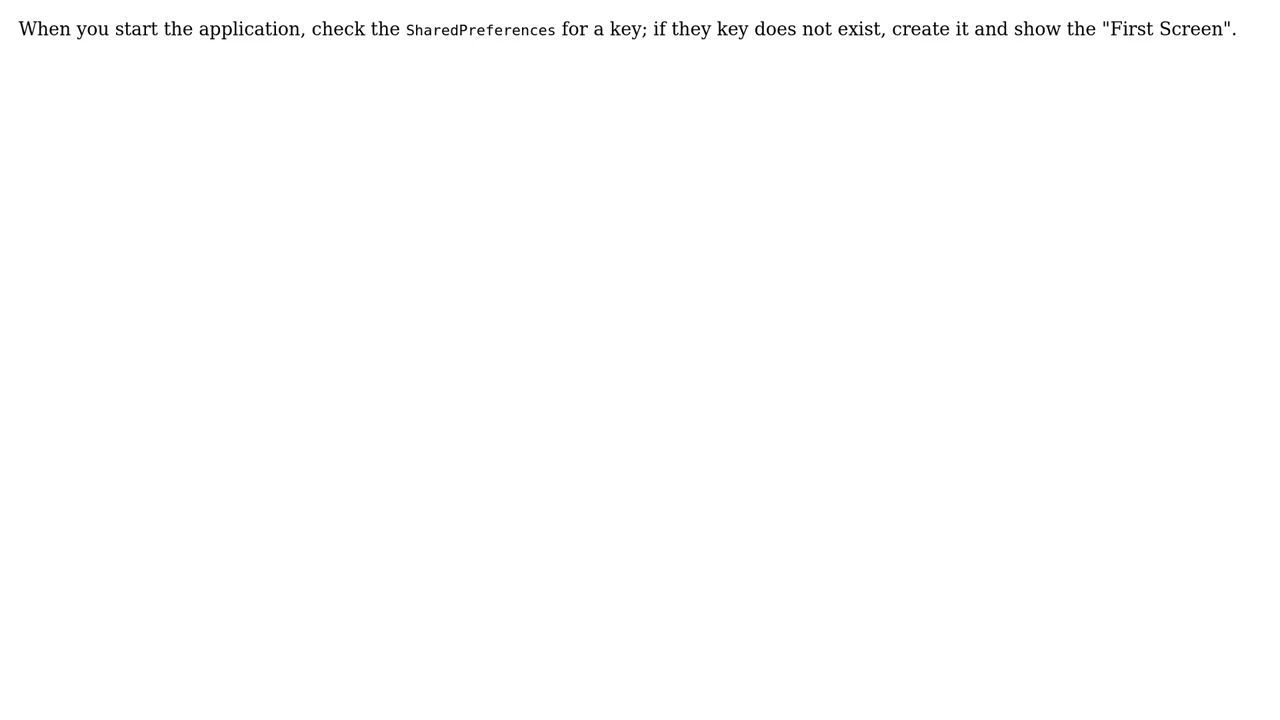 When you start the application, check the SharedPreferences for a key; if they key does not exist, create it and show the "First Screen".